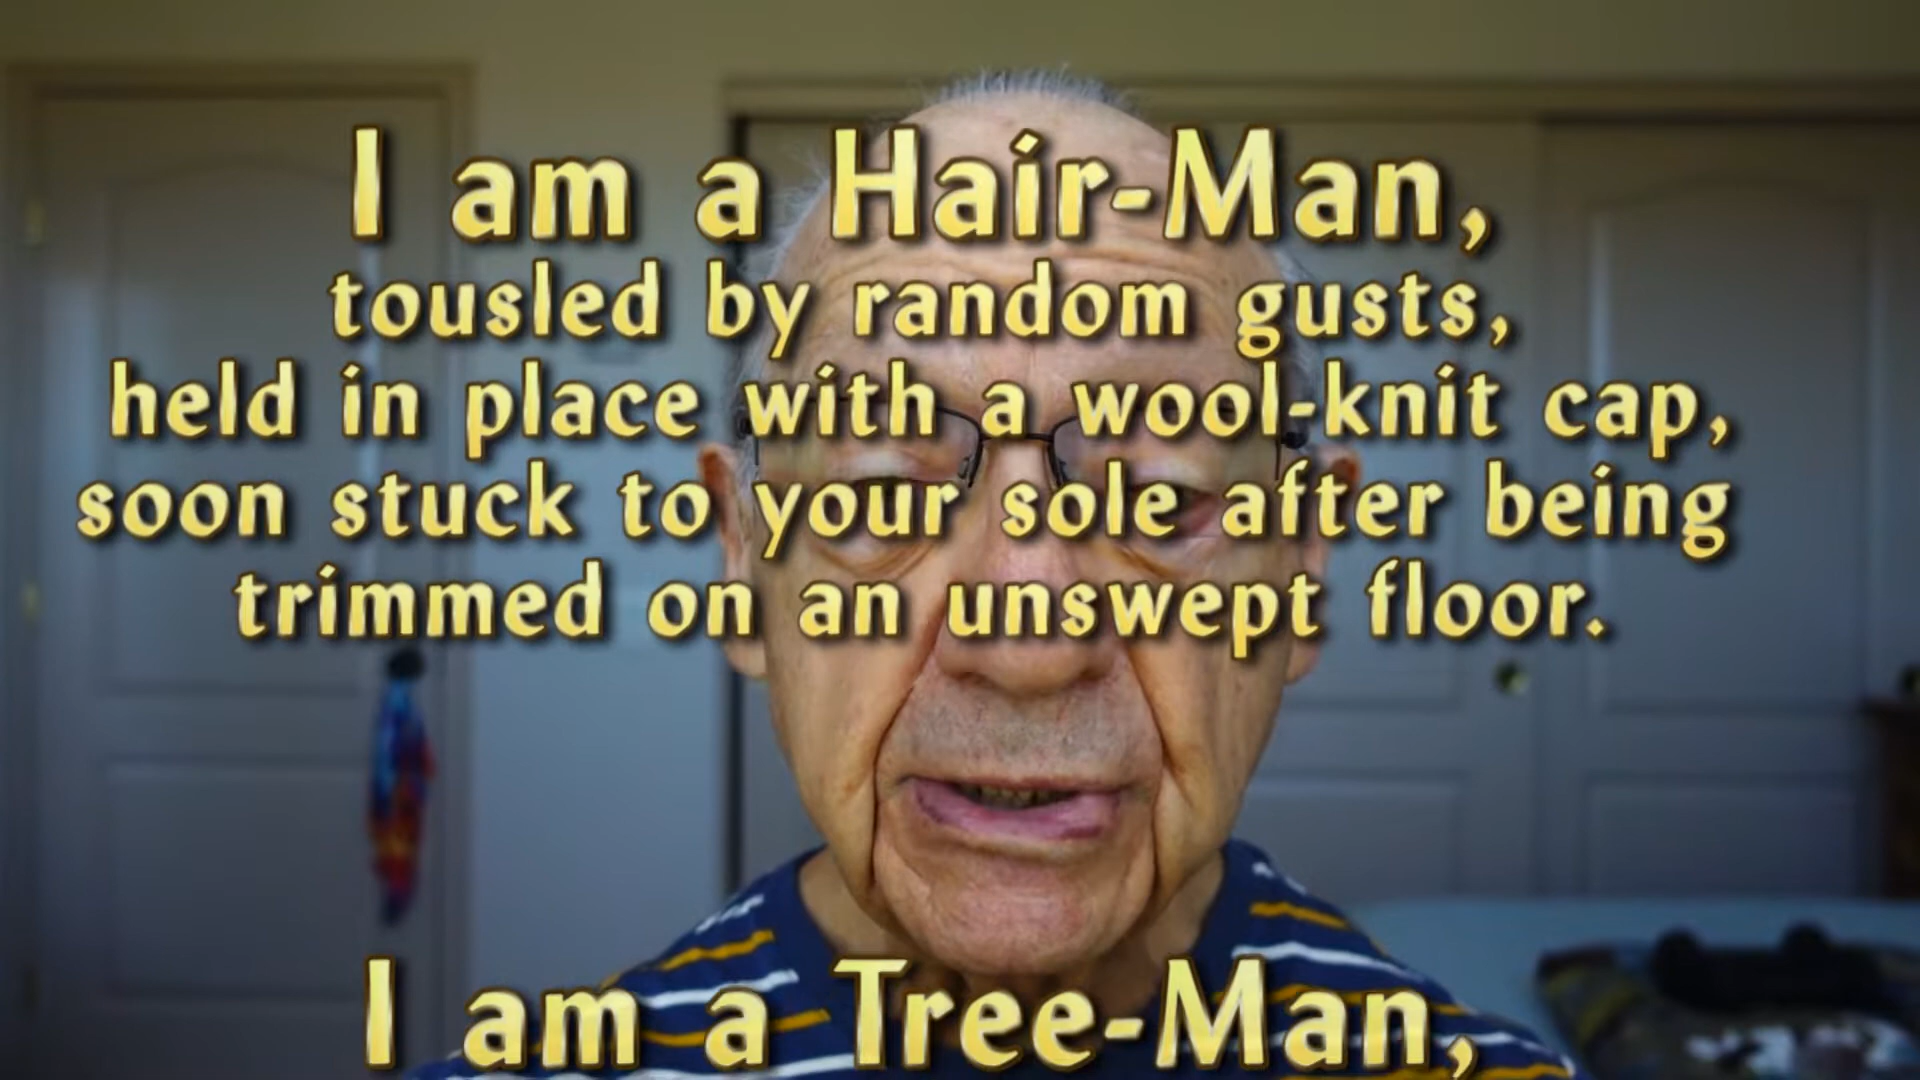 I am a Hair-Man,
tousled by random gusts,
held in place with a wool-knit cap,
soon stuck to your sole after being
trimmed on an unswept floor.
I am a Tree-Man,